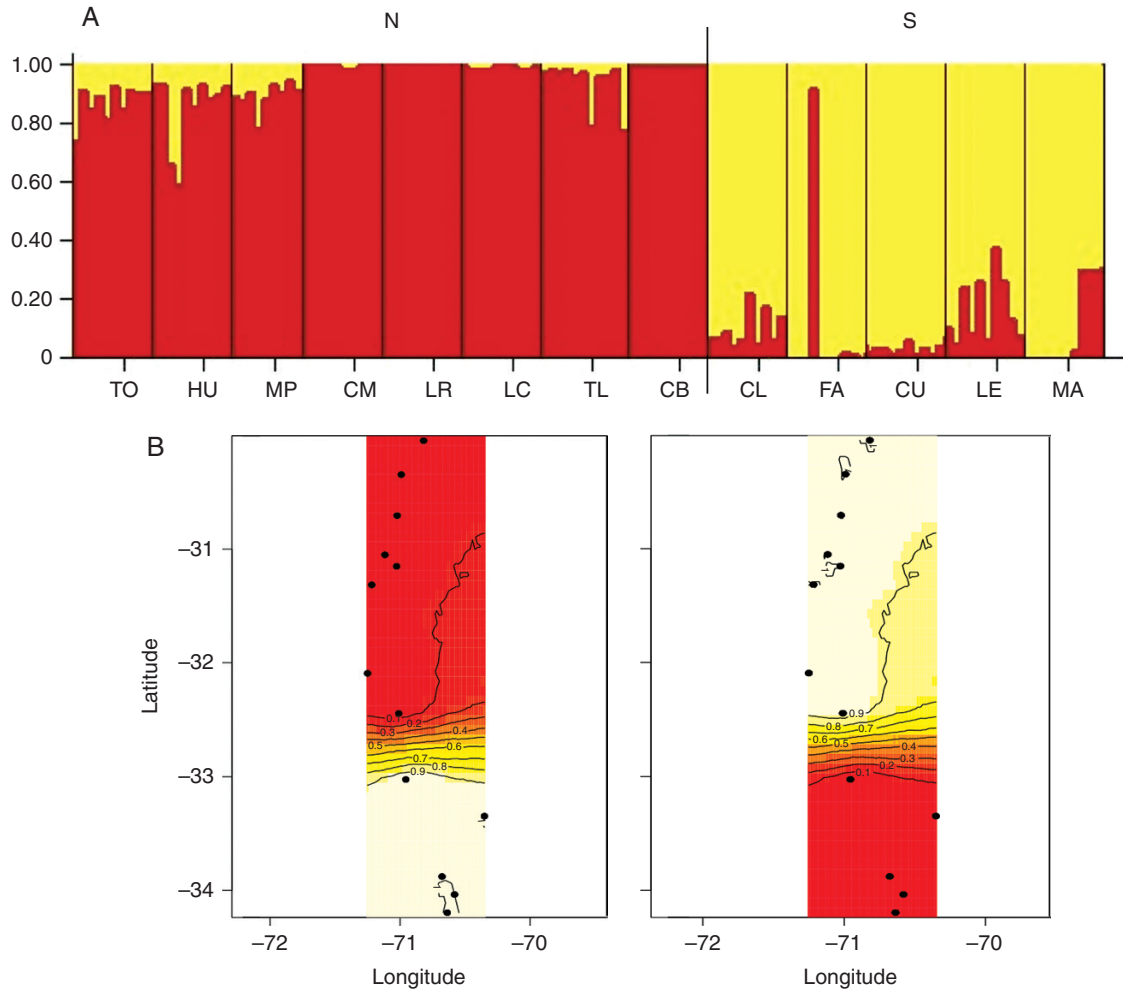 A
N S
1.00
0.80
0.60
0.40
0.20
0
TO HU MP CM LR LC TL CB CL FA CU LE MA
B
Latitude
–31
–32
–33
–34
0.1 0.2
0.3 0.4
0.5 0.6
0.7 0.8
0.9
0.9
0.8 0.7
0.6 0.5 0.4
0.3
0.2
0.1
–72 –71 –70
–72 –71 –70
Longitude
Longitude